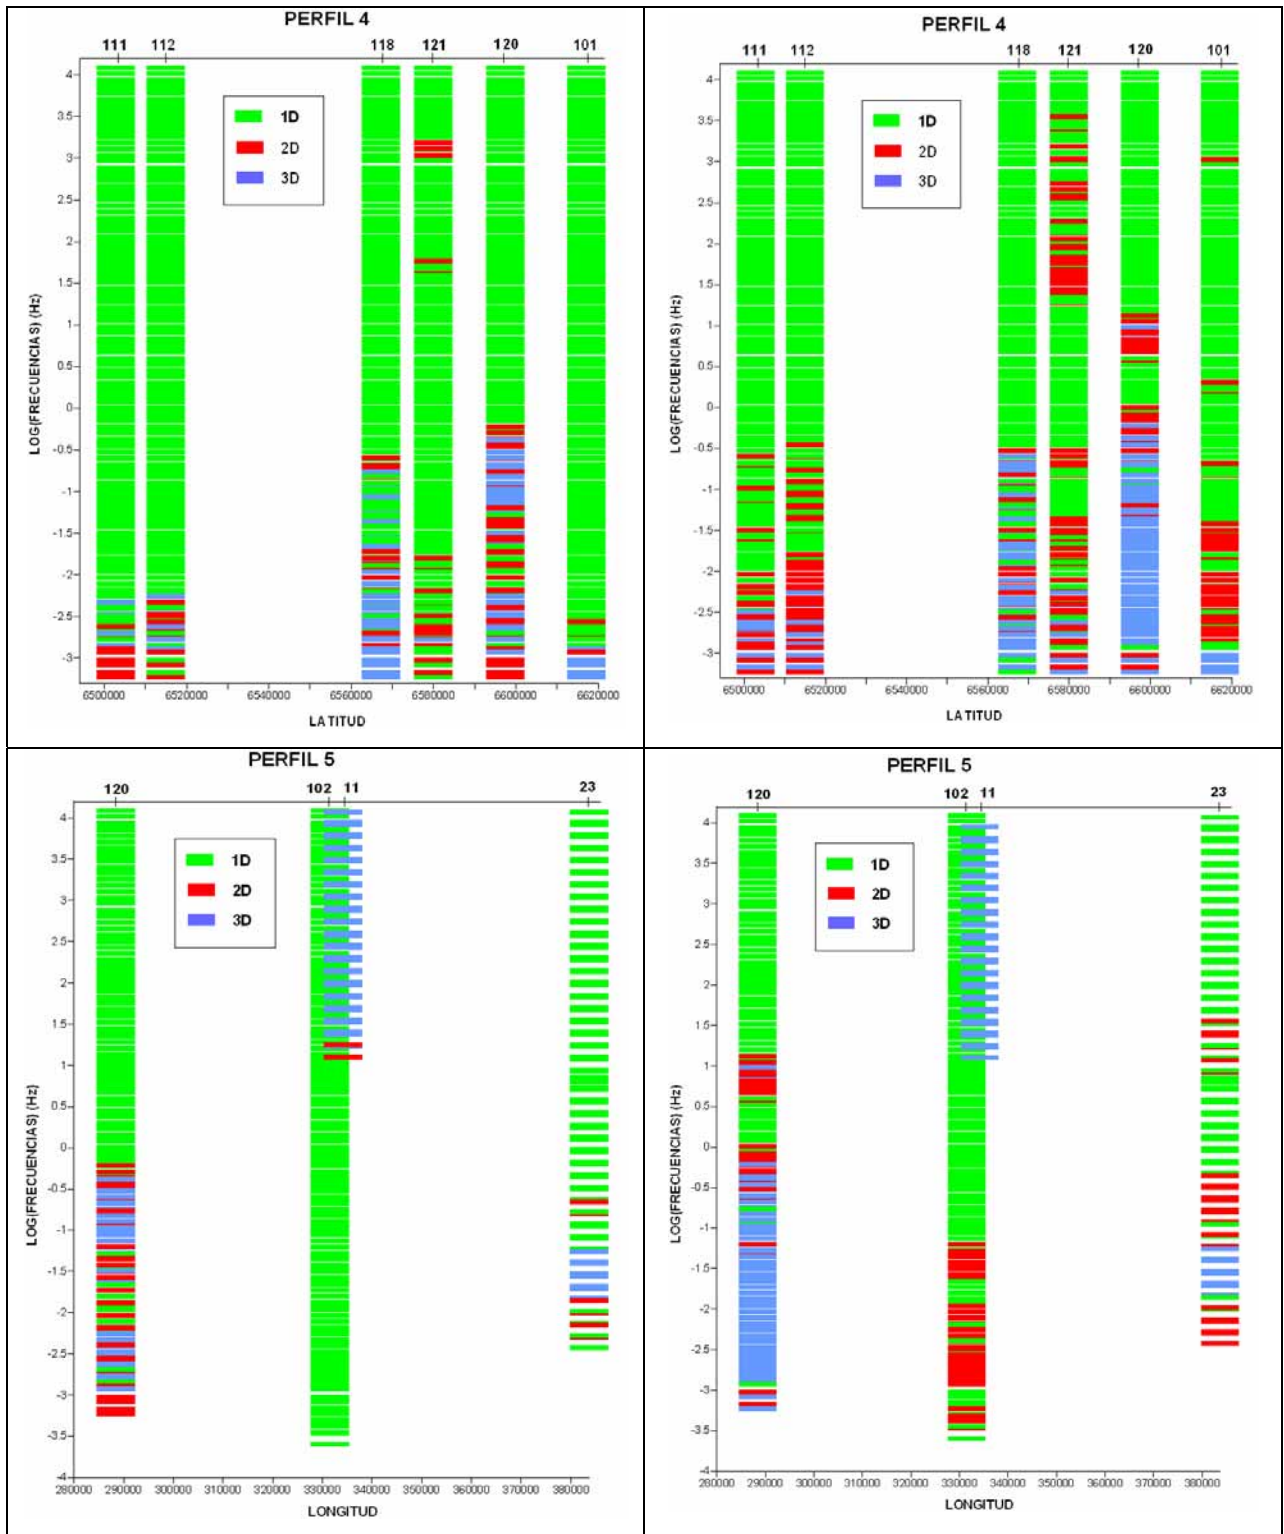 PERFIL 4
111 112 118 121 120 101
4
3.5
3
2.5
2
1.5
1
0.5
0
-0.5
-1
-1.5
-2
-2.5
-3
LOG(FRECUENCIAS) (Hz)
1D
2D
3D
6500000 6520000 6540000 6560000 6580000 6600000 6620000
LATITUD
PERFIL 4
111 112 118 121 120 101
4
3.5
3
2.5
2
1.5
1
0.5
0
-0.5
-1
-1.5
-2
-2.5
-3
LOG(FRECUENCIAS) (Hz)
1D
2D
3D
6500000 6520000 6540000 6560000 6580000 6600000 6620000
LATITUD
PERFIL 5
120 102 11 23
4
3.5
3
2.5
2
1.5
1
0.5
0
-0.5
-1
-1.5
-2
-2.5
-3
-3.5
-4
LOG(FRECUENCIAS) (Hz)
1D
2D
3D
280000 290000 300000 310000 320000 330000 340000 350000 360000 370000 380000
LONGITUD
PERFIL 5
120 102 11 23
4
3.5
3
2.5
2
1.5
1
0.5
0
-0.5
-1
-1.5
-2
-2.5
-3
-3.5
-4
LOG(FRECUENCIAS) (Hz)
1D
2D
3D
280000 290000 300000 310000 320000 330000 340000 350000 360000 370000 380000
LONGITUD